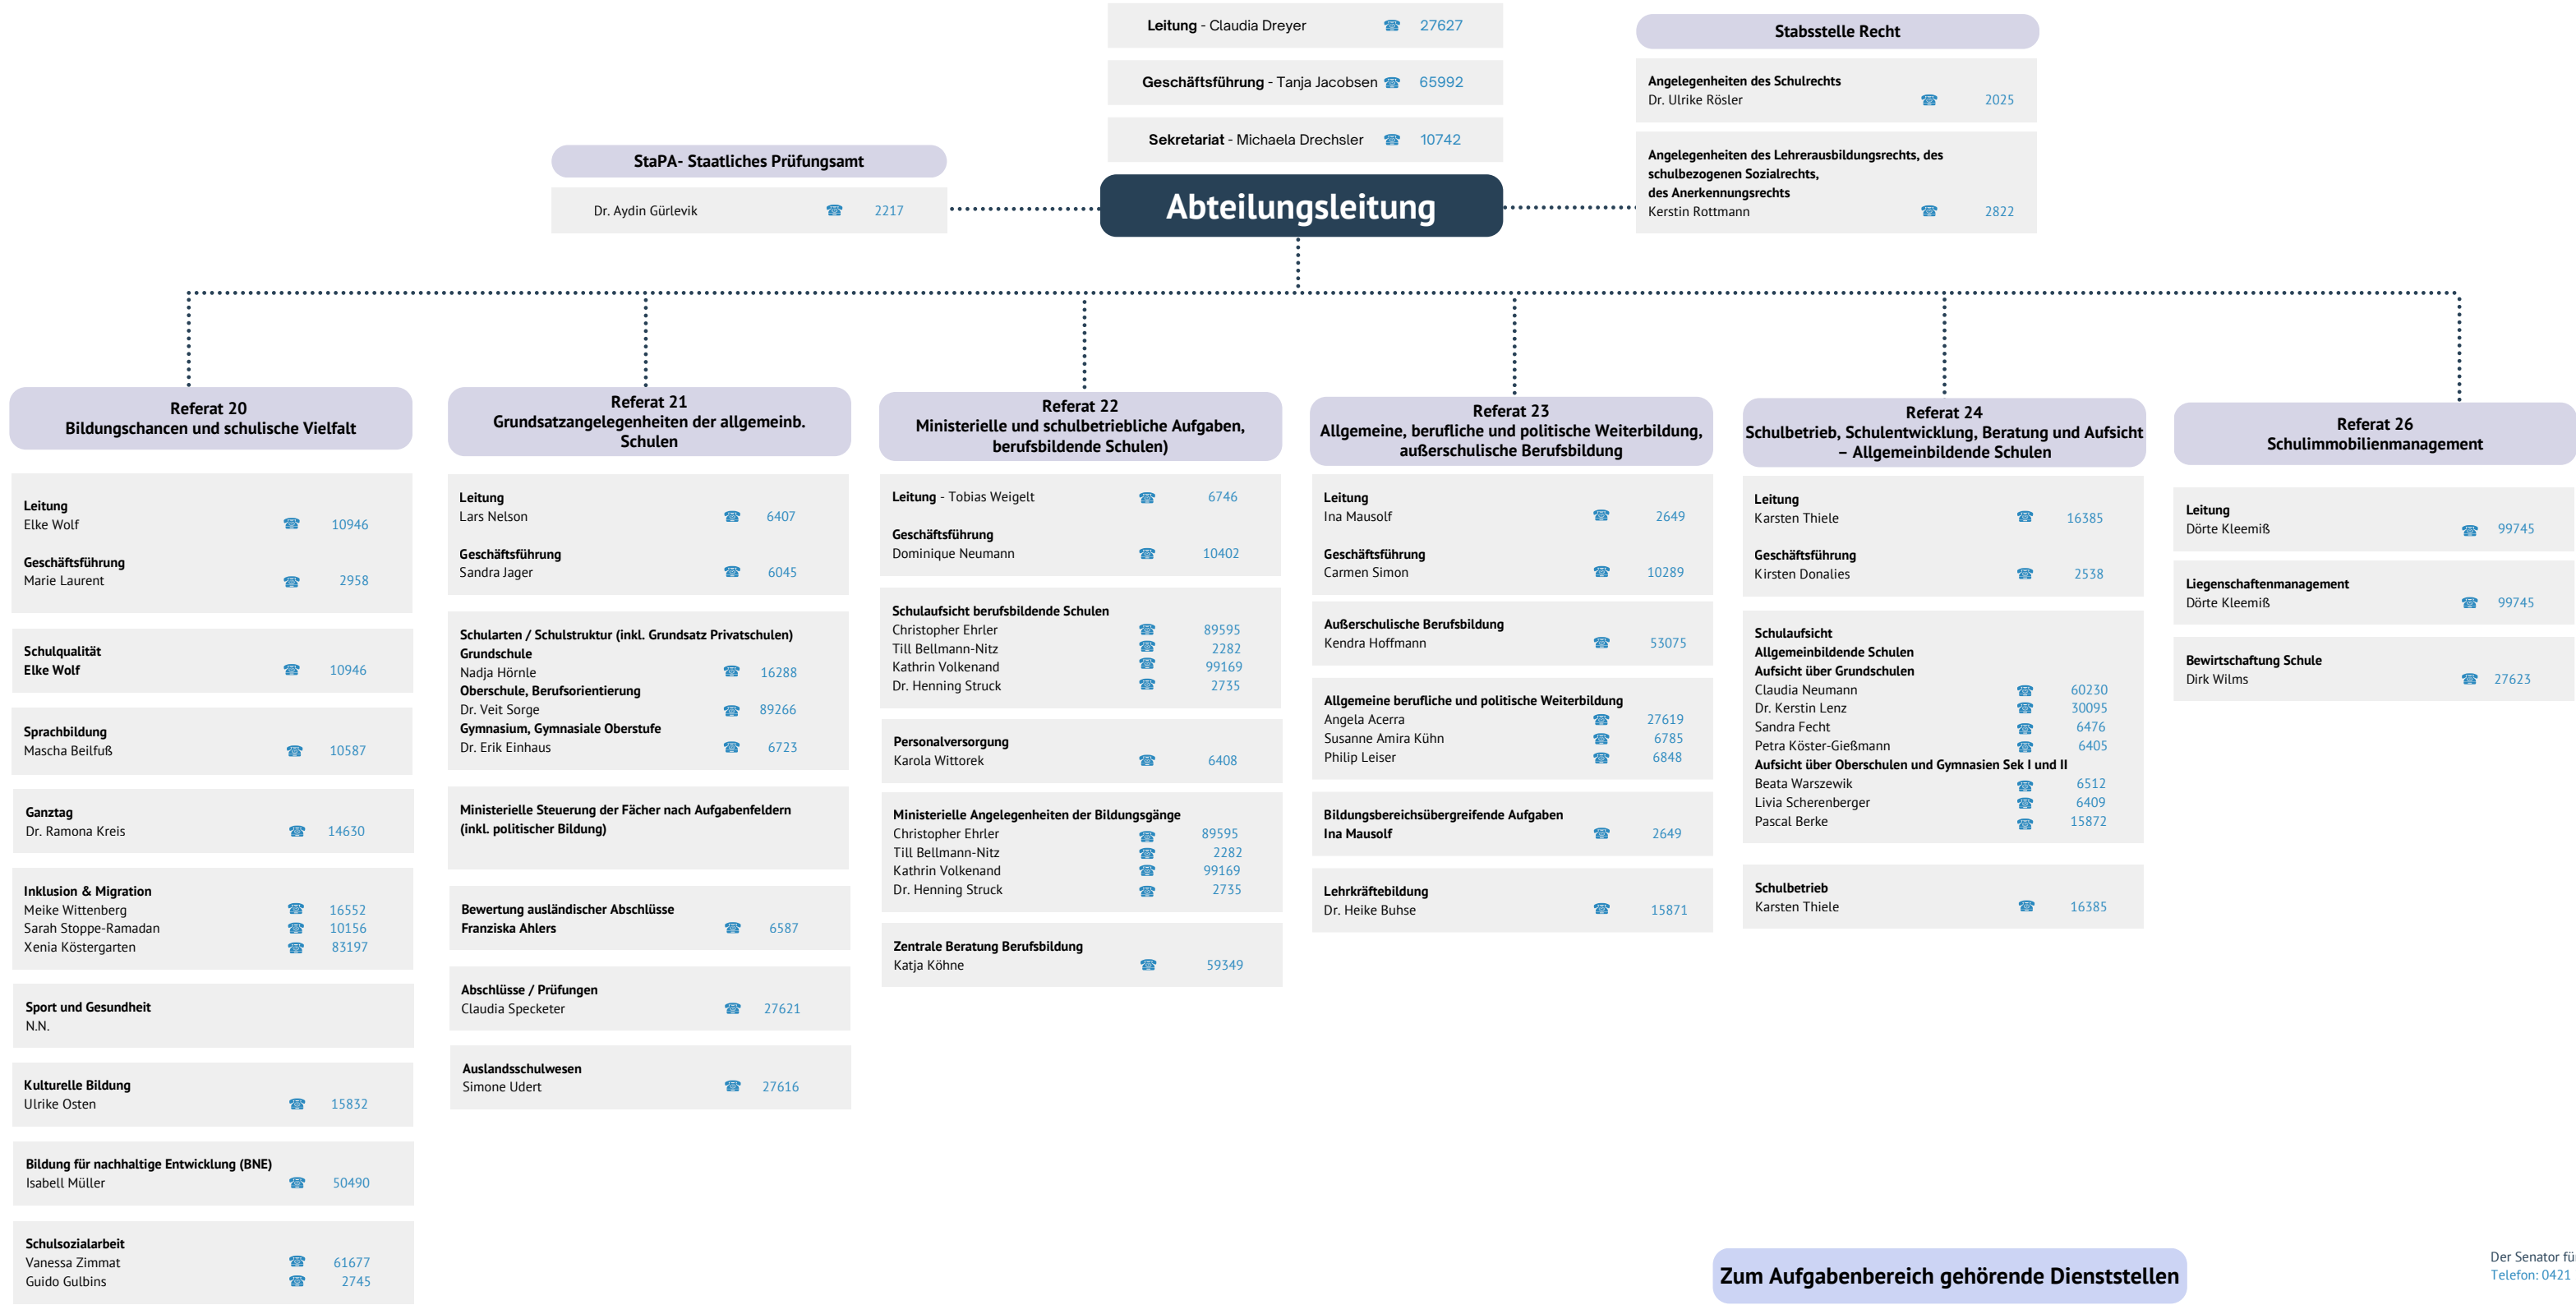 Leitung - Claudia Dreyer ☎ 27627
Geschäftsführung - Tanja Jacobsen ☎ 65992
Sekretariat - Michaela Drechsler ☎ 10742
Stabsstelle Recht
Angelegenheiten des Schulrechts
Dr. Ulrike Rösler ☎ 2025
Angelegenheiten des Lehrerausbildungsrechts, des
schulbezogenen Sozialrechts,
des Anerkennungsrechts
Kerstin Rottmann ☎ 2822
StaPA- Staatliches Prüfungsamt
Dr. Aydin Gürlevik ☎ 2217
Abteilungsleitung
Referat 20
Bildungschancen und schulische Vielfalt
Leitung
Elke Wolf ☎ 10946
Geschäftsführung
Marie Laurent ☎ 2958
Schulqualität
Elke Wolf ☎ 10946
Sprachbildung
Mascha Beilfuß ☎ 10587
Ganztag
Dr. Ramona Kreis ☎ 14630
Inklusion & Migration
Meike Wittenberg ☎ 16552
Sarah Stoppe-Ramadan ☎ 10156
Xenia Köstergarten ☎ 83197
Sport und Gesundheit
N.N.
Kulturelle Bildung
Ulrike Osten ☎ 15832
Bildung für nachhaltige Entwicklung (BNE)
Isabell Müller ☎ 50490
Schulsozialarbeit
Vanessa Zimmat ☎ 61677
Guido Gulbins ☎ 2745
Referat 21
Grundsatzangelegenheiten der allgemeinb.
Schulen
Leitung
Lars Nelson ☎ 6407
Geschäftsführung
Sandra Jager ☎ 6045
Schularten / Schulstruktur (inkl. Grundsatz Privatschulen)
Grundschule
Nadja Hörnle ☎ 16288
Oberschule, Berufsorientierung
Dr. Veit Sorge ☎ 89266
Gymnasium, Gymnasiale Oberstufe
Dr. Erik Einhaus ☎ 6723
Ministerielle Steuerung der Fächer nach Aufgabenfeldern
(inkl. politischer Bildung)
Bewertung ausländischer Abschlüsse
Franziska Ahlers ☎ 6587
Abschlüsse / Prüfungen
Claudia Specketer ☎ 27621
Auslandsschulwesen
Simone Udert ☎ 27616
Referat 22
Ministerielle und schulbetriebliche Aufgaben,
berufsbildende Schulen)
Leitung - Tobias Weigelt ☎ 6746
Geschäftsführung
Dominique Neumann ☎ 10402
Schulaufsicht berufsbildende Schulen
Christopher Ehrler ☎ 89595
Till Bellmann-Nitz ☎ 2282
Kathrin Volkenand ☎ 99169
Dr. Henning Struck ☎ 2735
Personalversorgung
Karola Wittorek ☎ 6408
Ministerielle Angelegenheiten der Bildungsgänge
Christopher Ehrler ☎ 89595
Till Bellmann-Nitz ☎ 2282
Kathrin Volkenand ☎ 99169
Dr. Henning Struck ☎ 2735
Zentrale Beratung Berufsbildung
Katja Köhne ☎ 59349
Referat 23
Allgemeine, berufliche und politische Weiterbildung,
außerschulische Berufsbildung
Leitung
Ina Mausolf ☎ 2649
Geschäftsführung
Carmen Simon ☎ 10289
Außerschulische Berufsbildung
Kendra Hoffmann ☎ 53075
Allgemeine berufliche und politische Weiterbildung
Angela Acerra ☎ 27619
Susanne Amira Kühn ☎ 6785
Philip Leiser ☎ 6848
Bildungsbereichsübergreifende Aufgaben
Ina Mausolf ☎ 2649
Lehrkräftebildung
Dr. Heike Buhse ☎ 15871
Referat 24
Schulbetrieb, Schulentwicklung, Beratung und Aufsicht
– Allgemeinbildende Schulen
Leitung
Karsten Thiele ☎ 16385
Geschäftsführung
Kirsten Donalies ☎ 2538
Schulaufsicht
Allgemeinbildende Schulen
Aufsicht über Grundschulen
Claudia Neumann ☎ 60230
Dr. Kerstin Lenz ☎ 30095
Sandra Fecht ☎ 6476
Petra Köster-Gießmann ☎ 6405
Aufsicht über Oberschulen und Gymnasien Sek I und II
Beata Warszewik ☎ 6512
Livia Scherenberger ☎ 6409
Pascal Berke ☎ 15872
Schulbetrieb
Karsten Thiele ☎ 16385
Referat 26
Schulimmobilienmanagement
Leitung
Dörte Kleemiß ☎ 99745
Liegenschaftenmanagement
Dörte Kleemiß ☎ 99745
Bewirtschaftung Schule
Dirk Wilms ☎ 27623
Zum Aufgabenbereich gehörende Dienststellen
Der Senator
Telefon: 0421